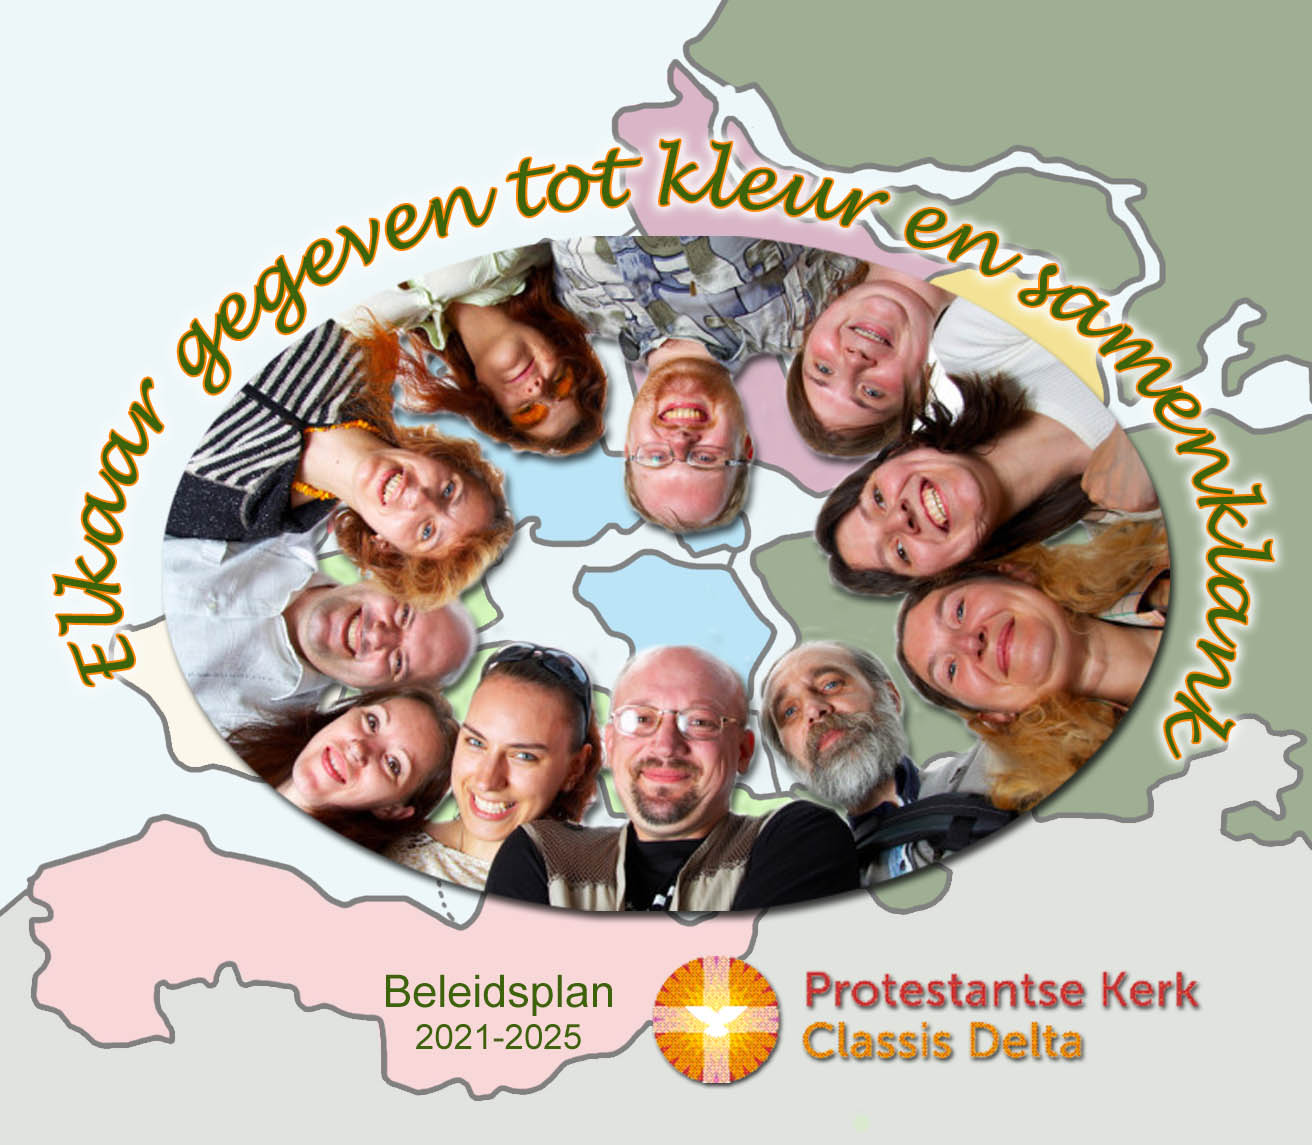 Elkaar gegeven tot kleur en samenklank
Beleidsplan
2021-2025
Protestantse Kerk
Classis Delta